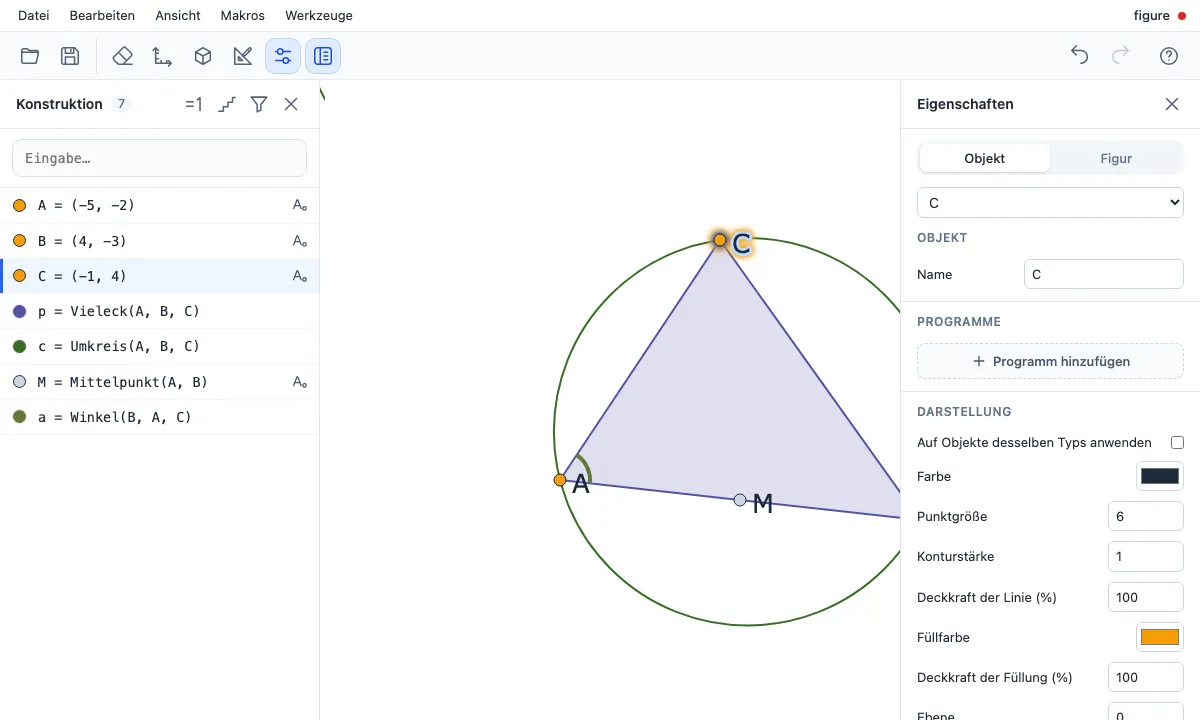 Datei Bearbeiten Ansicht Makros Werkzeuge figure
Konstruktion 7 =1
Eingabe…
A = (−5, −2) A
B = (4, −3) A
C = (−1, 4) A
p = Vieleck(A, B, C)
c = Umkreis(A, B, C)
M = Mittelpunkt(A, B) A
a = Winkel(B, A, C)
C
A
M
Eigenschaften
Objekt Figur
C
OBJEKT
Name C
PROGRAMME
+ Programm hinzufügen
DARSTELLUNG
Auf Objekte desselben Typs anwenden
Farbe
Punktgröße 6
Konturstärke 1
Deckkraft der Linie (%) 100
Füllfarbe
Deckkraft der Füllung (%) 100
Ebene 0